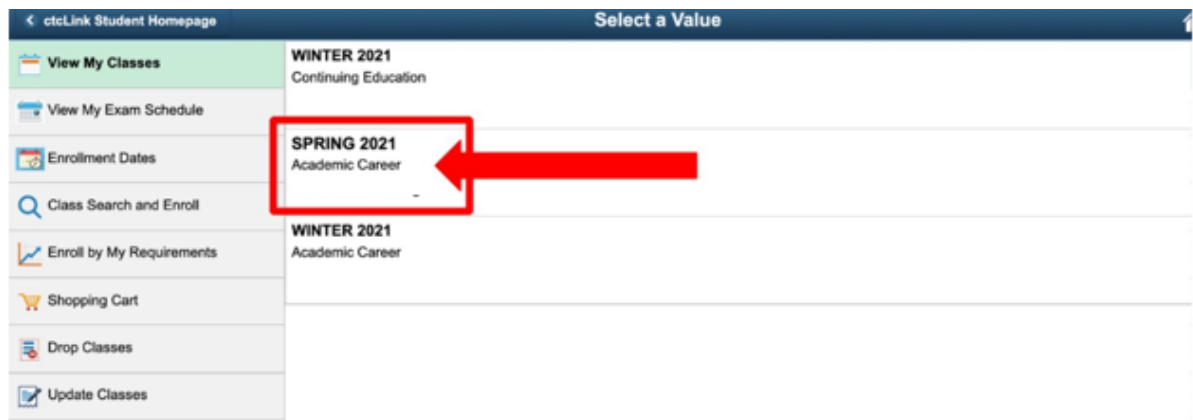 ctcLink Student Homepage
Select a Value
View My Classes
View My Exam Schedule
Enrollment Dates
Class Search and Enroll
Enroll by My Requirements
Shopping Cart
Drop Classes
Update Classes
WINTER 2021
Continuing Education
SPRING 2021
Academic Career
WINTER 2021
Academic Career